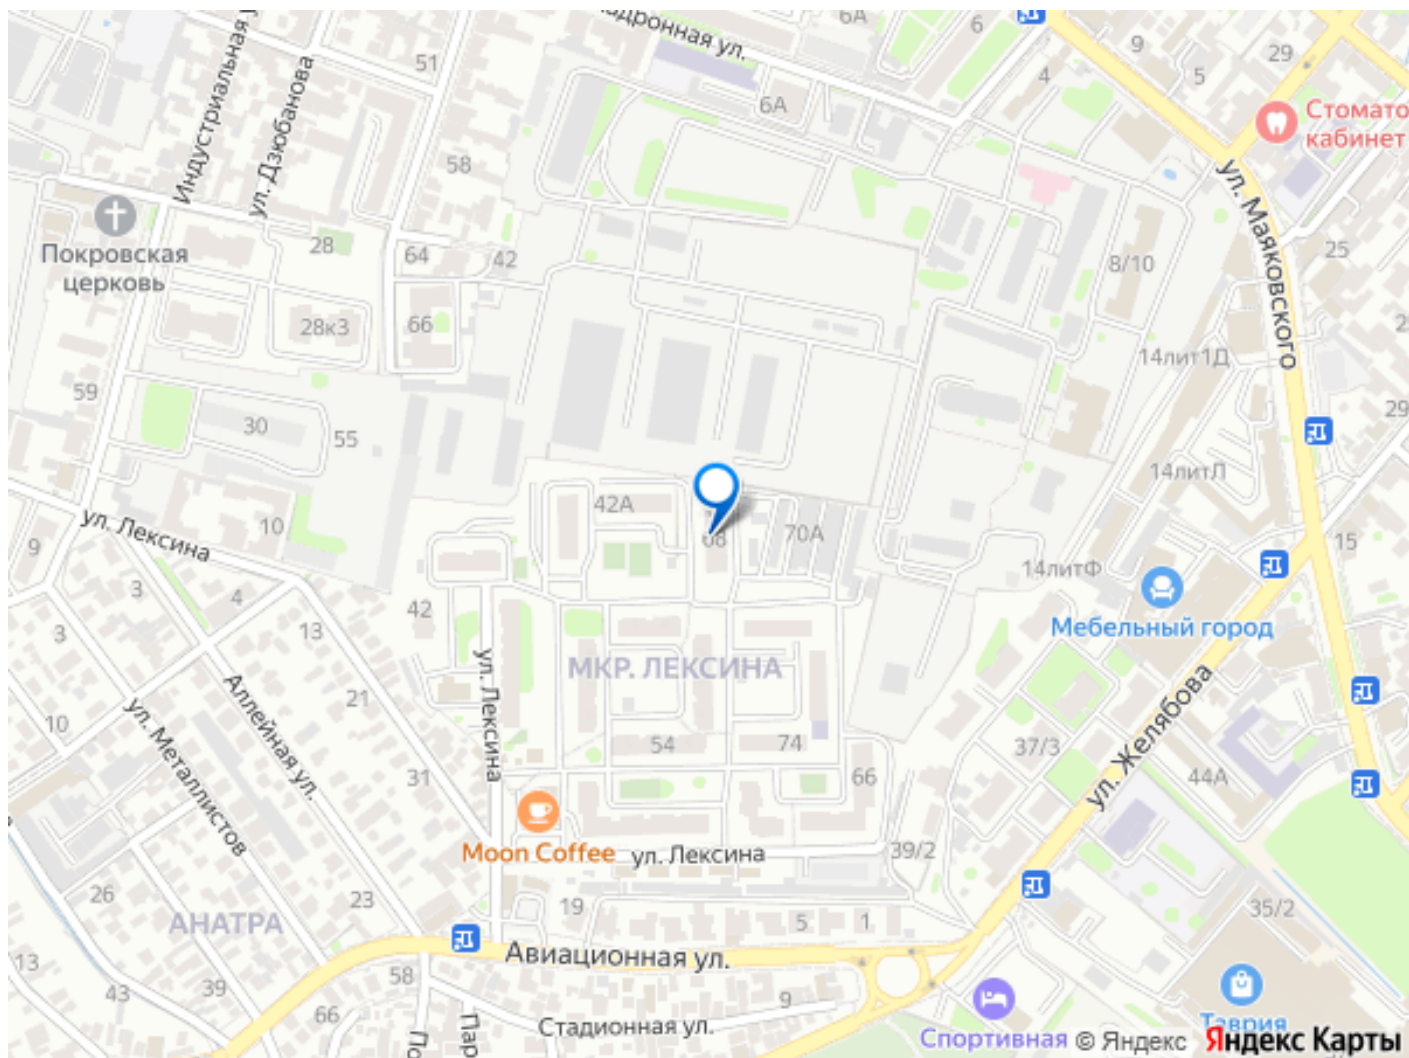 Эскадронная ул.
6А
6
9
29
5
4
51
6А
Стомато
кабинет
Индустриальная
ул. Дзюбанова
58
ул. Маяковского
Покровская
церковь
28
64
42
8/10
25
28к3
66
14лит1Д
59
29
30
55
14литЛ
42А
68
70А
ул. Лексина
10
9
15
14литФ
3
4
42
Мебельный город
3
13
МКР. ЛЕКСИНА
ул. Лексина
21
Аллейная ул.
ул. Металлистов
10
54
74
37/3
ул. Желябова
44А
31
66
Moon Coffee
ул. Лексина
39/2
26
23
19
5
1
35/2
АНАТРА
Авиационная ул.
13
58
43
39
66
9
Стадионная ул.
Пар
Спортивная
Таврия
© Яндекс
Яндекс Карты